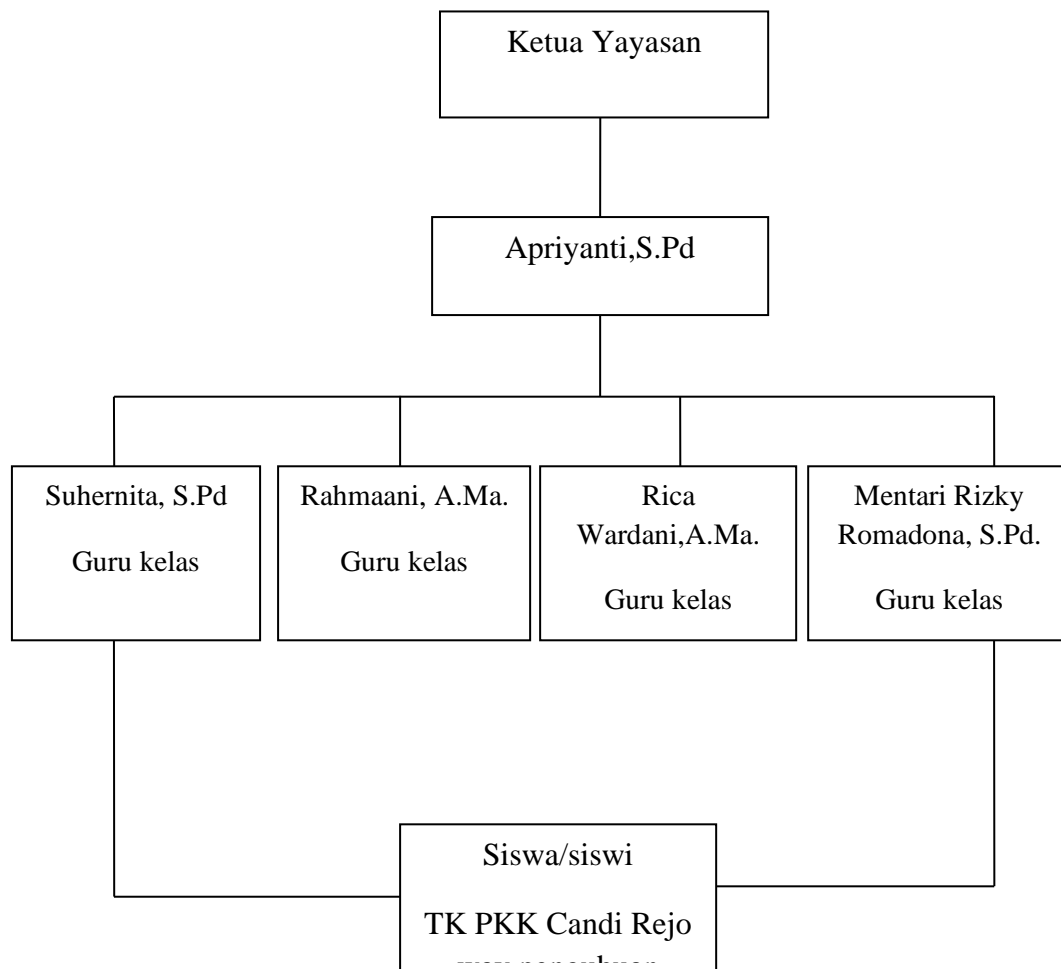 Ketua Yayasan
Apriyanti,S.Pd
Suhernita, S.Pd
Guru kelas
Rahmaani, A.Ma.
Guru kelas
Rica
Wardani,A.Ma.
Guru kelas
Mentari Rizky
Romadona, S.Pd.
Guru kelas
Siswa/siswi
TK PKK Candi Rejo